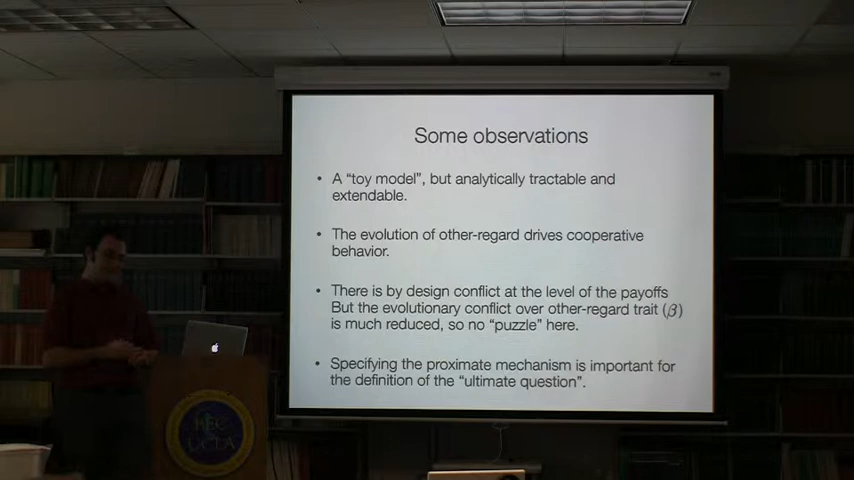 Some observations
• A "toy model", but analytically tractable and
extendable.
• The evolution of other-regard drives cooperative
behavior.
• There is by design conflict at the level of the payoffs
But the evolutionary conflict over other-regard trait (β)
is much reduced, so no "puzzle" here.
• Specifying the proximate mechanism is important for
the definition of the "ultimate question".
UCLA